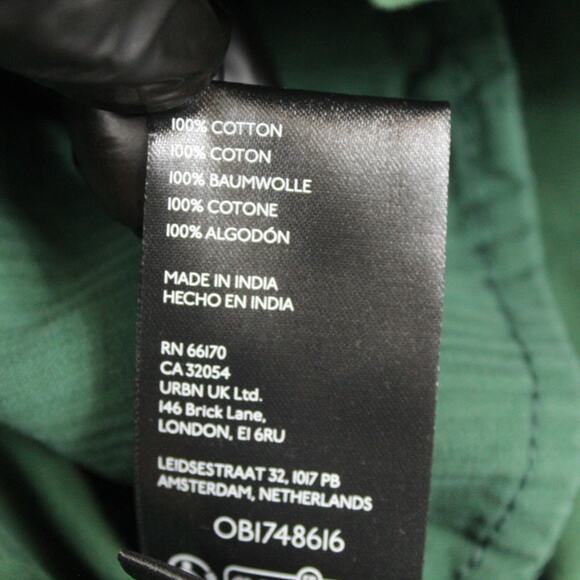 100% COTTON
100% COTON
100% BAUMWOLLE
100% COTONE
100% ALGODÓN
MADE IN INDIA
HECHO EN INDIA
RN 66170
CA 32054
URBN UK Ltd.
146 Brick Lane,
LONDON, E1 6RU
LEIDSESTRAAT 32, 1017 PB
AMSTERDAM, NETHERLANDS
OB1748616